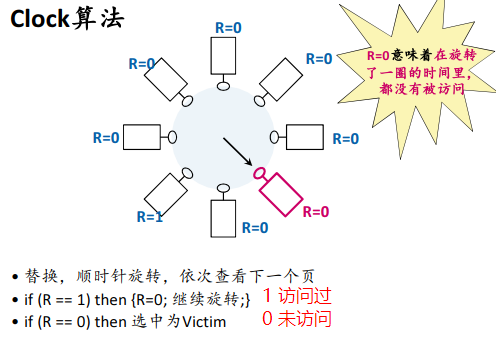 Clock算法
R=0
R=0
R=0
R=0意味着在旋转
了一圈的时间里，
都没有被访问
R=0
R=0
R=1
R=0
R=0
• 替换，顺时针旋转，依次查看下一个页
• if (R == 1) then {R=0; 继续旋转;} 1 访问过
• if (R == 0) then 选中为Victim 0 未访问